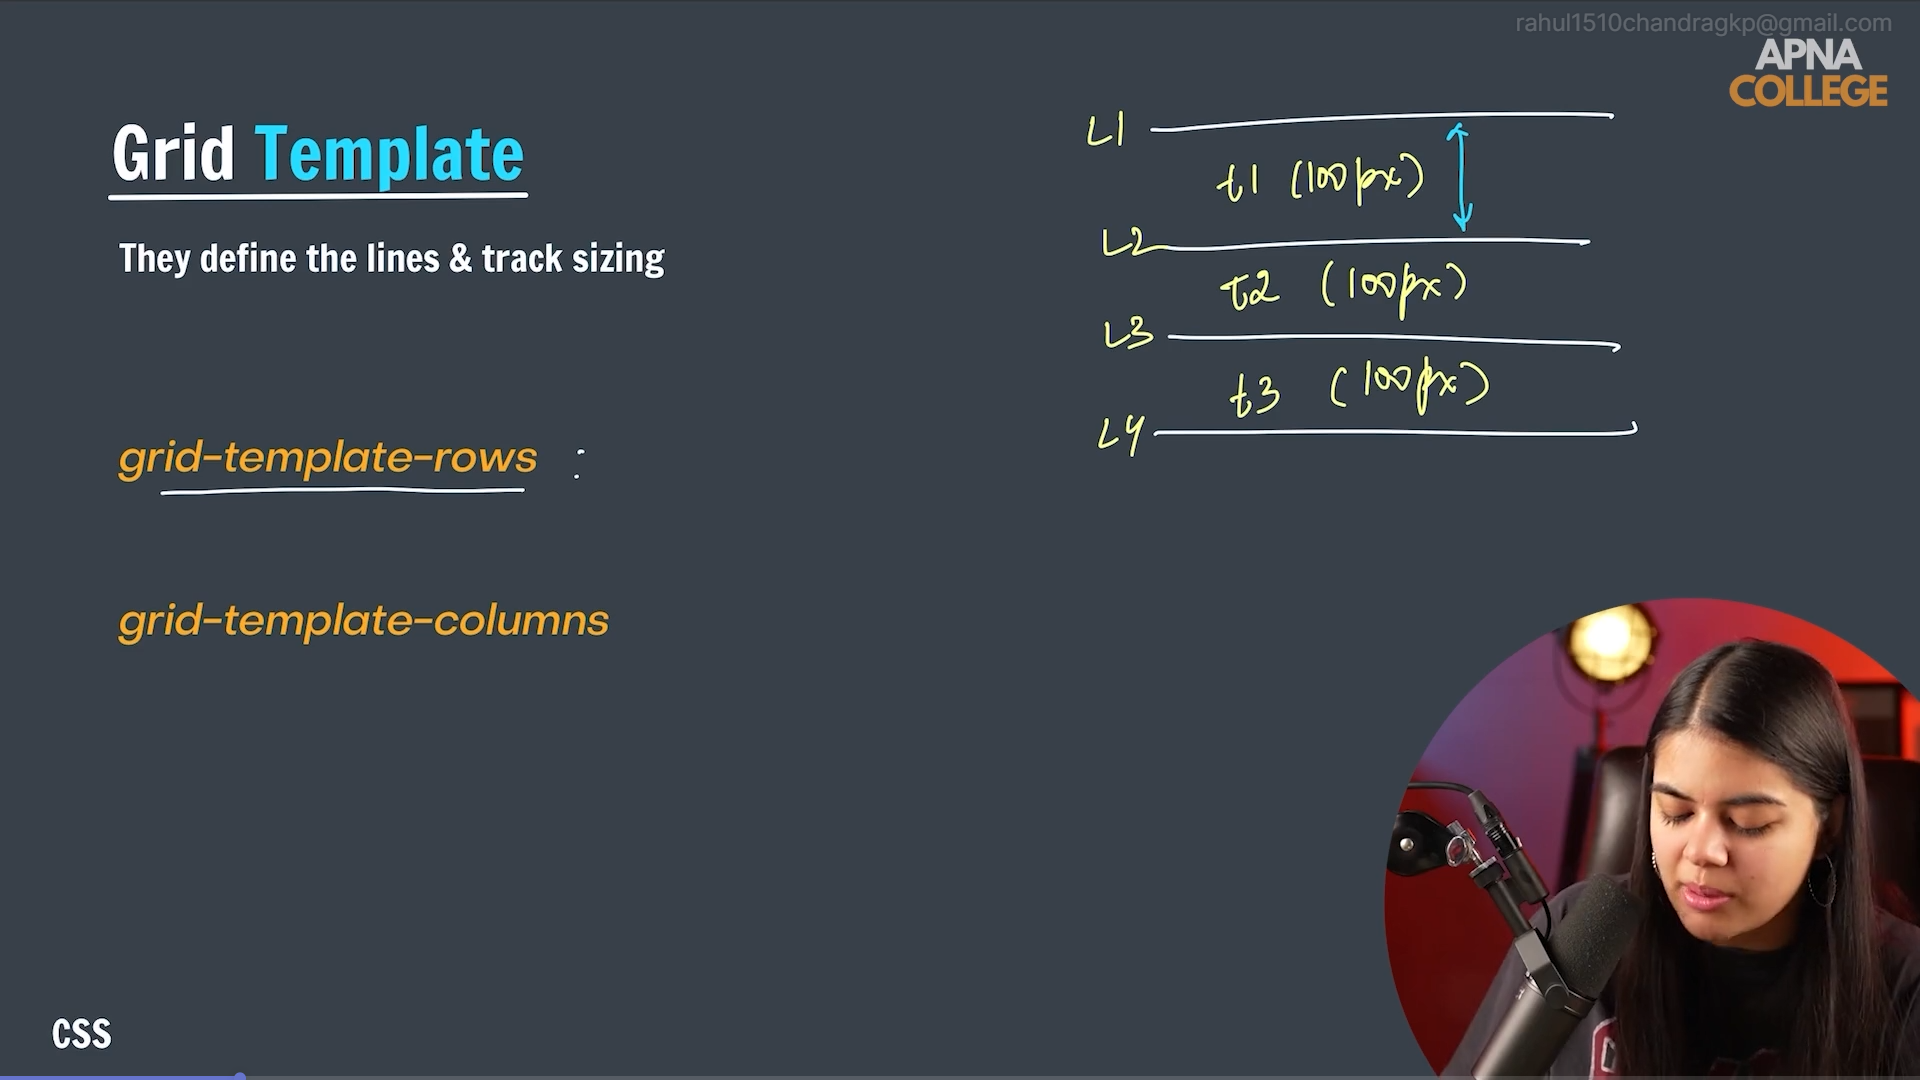 rahul1510chandragkp@gmail.com
APNA
COLLEGE
Grid Template
They define the lines & track sizing
L1
t1 (100px)
L2
t2 (100px)
L3
t3 (100px)
L4
grid-template-rows :
grid-template-columns
CSS